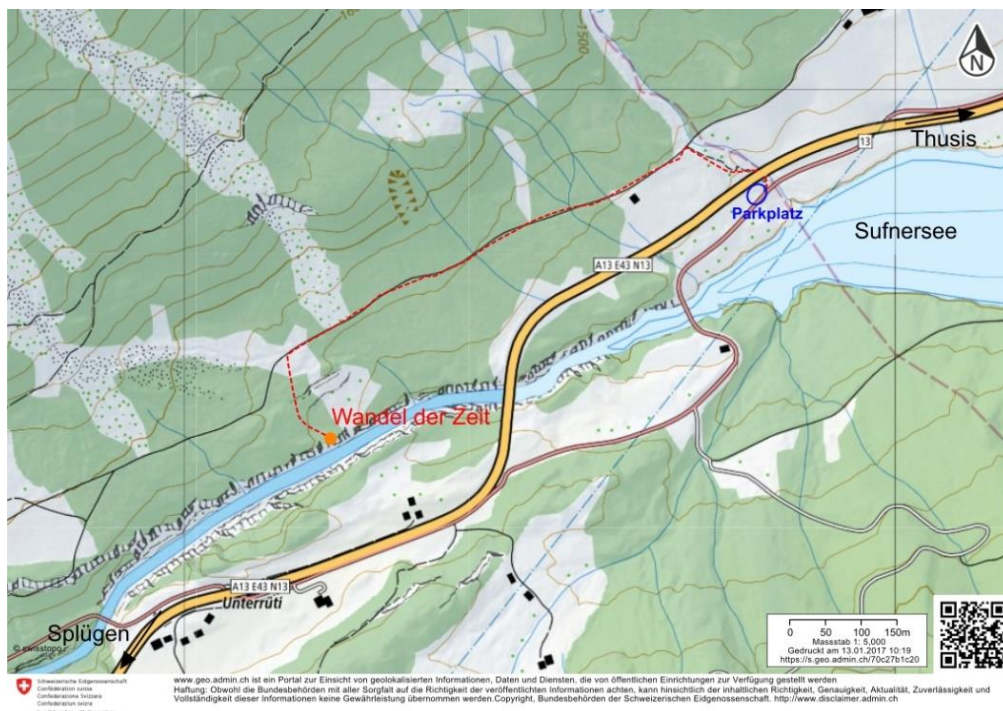 1500
N
Thusis
13
Parkplatz
Sufnersee
A13 E43 N13
Wandel der Zeit
A13 E43 N13
Unterrüti
Splügen
0 50 100 150m
Massstab 1: 5,000
Gedruckt am 13.01.2017 10:19
https://s.geo.admin.ch/70c27b1c20
Schweizerische Eidgenossenschaft
Confédération suisse
Confederazione Svizzera
Confederaziun svizra
www.geo.admin.ch ist ein Portal zur Einsicht von geolokalisierten Informationen, Daten und Diensten, die von öffentlichen Einrichtungen zur Verfügung gestellt werden
Haftung: Obwohl die Bundesbehörden mit aller Sorgfalt auf die Richtigkeit der veröffentlichten Informationen achten, kann hinsichtlich der inhaltlichen Richtigkeit, Genauigkeit, Aktualität, Zuverlässigkeit und
Vollständigkeit dieser Informationen keine Gewährleistung übernommen werden.Copyright, Bundesbehörden der Schweizerischen Eidgenossenschaft. http://www.disclaimer.admin.ch